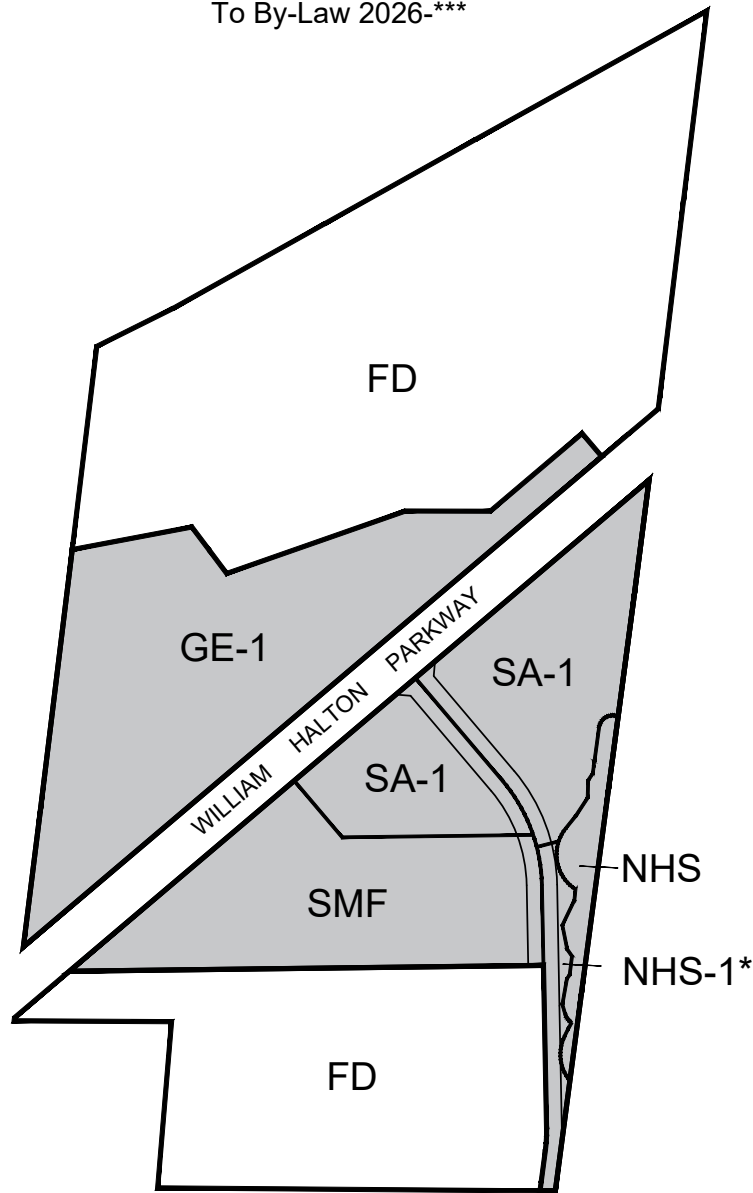 To By-Law 2026-***
FD
GE-1
WILLIAM HALTON PARKWAY
SA-1
SA-1
NHS
SMF
NHS-1*
FD